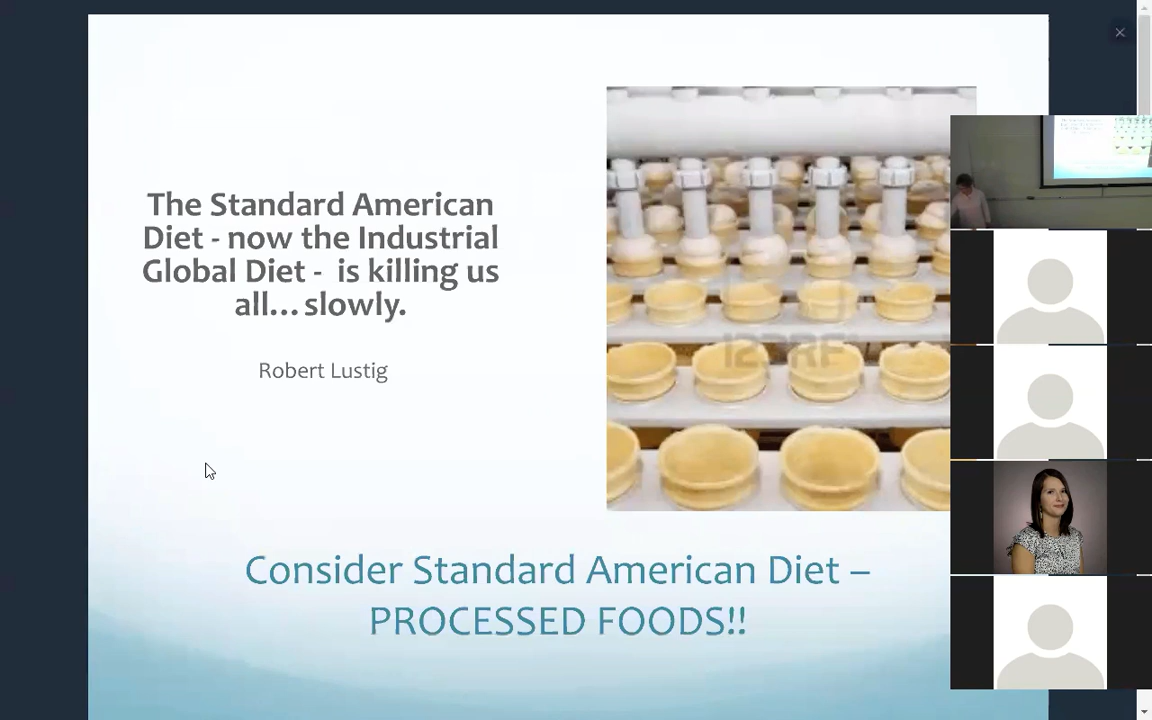 The Standard American
Diet - now the Industrial
Global Diet -  is killing us
all... slowly.
Robert Lustig
123RF
Consider Standard American Diet –
PROCESSED FOODS!!